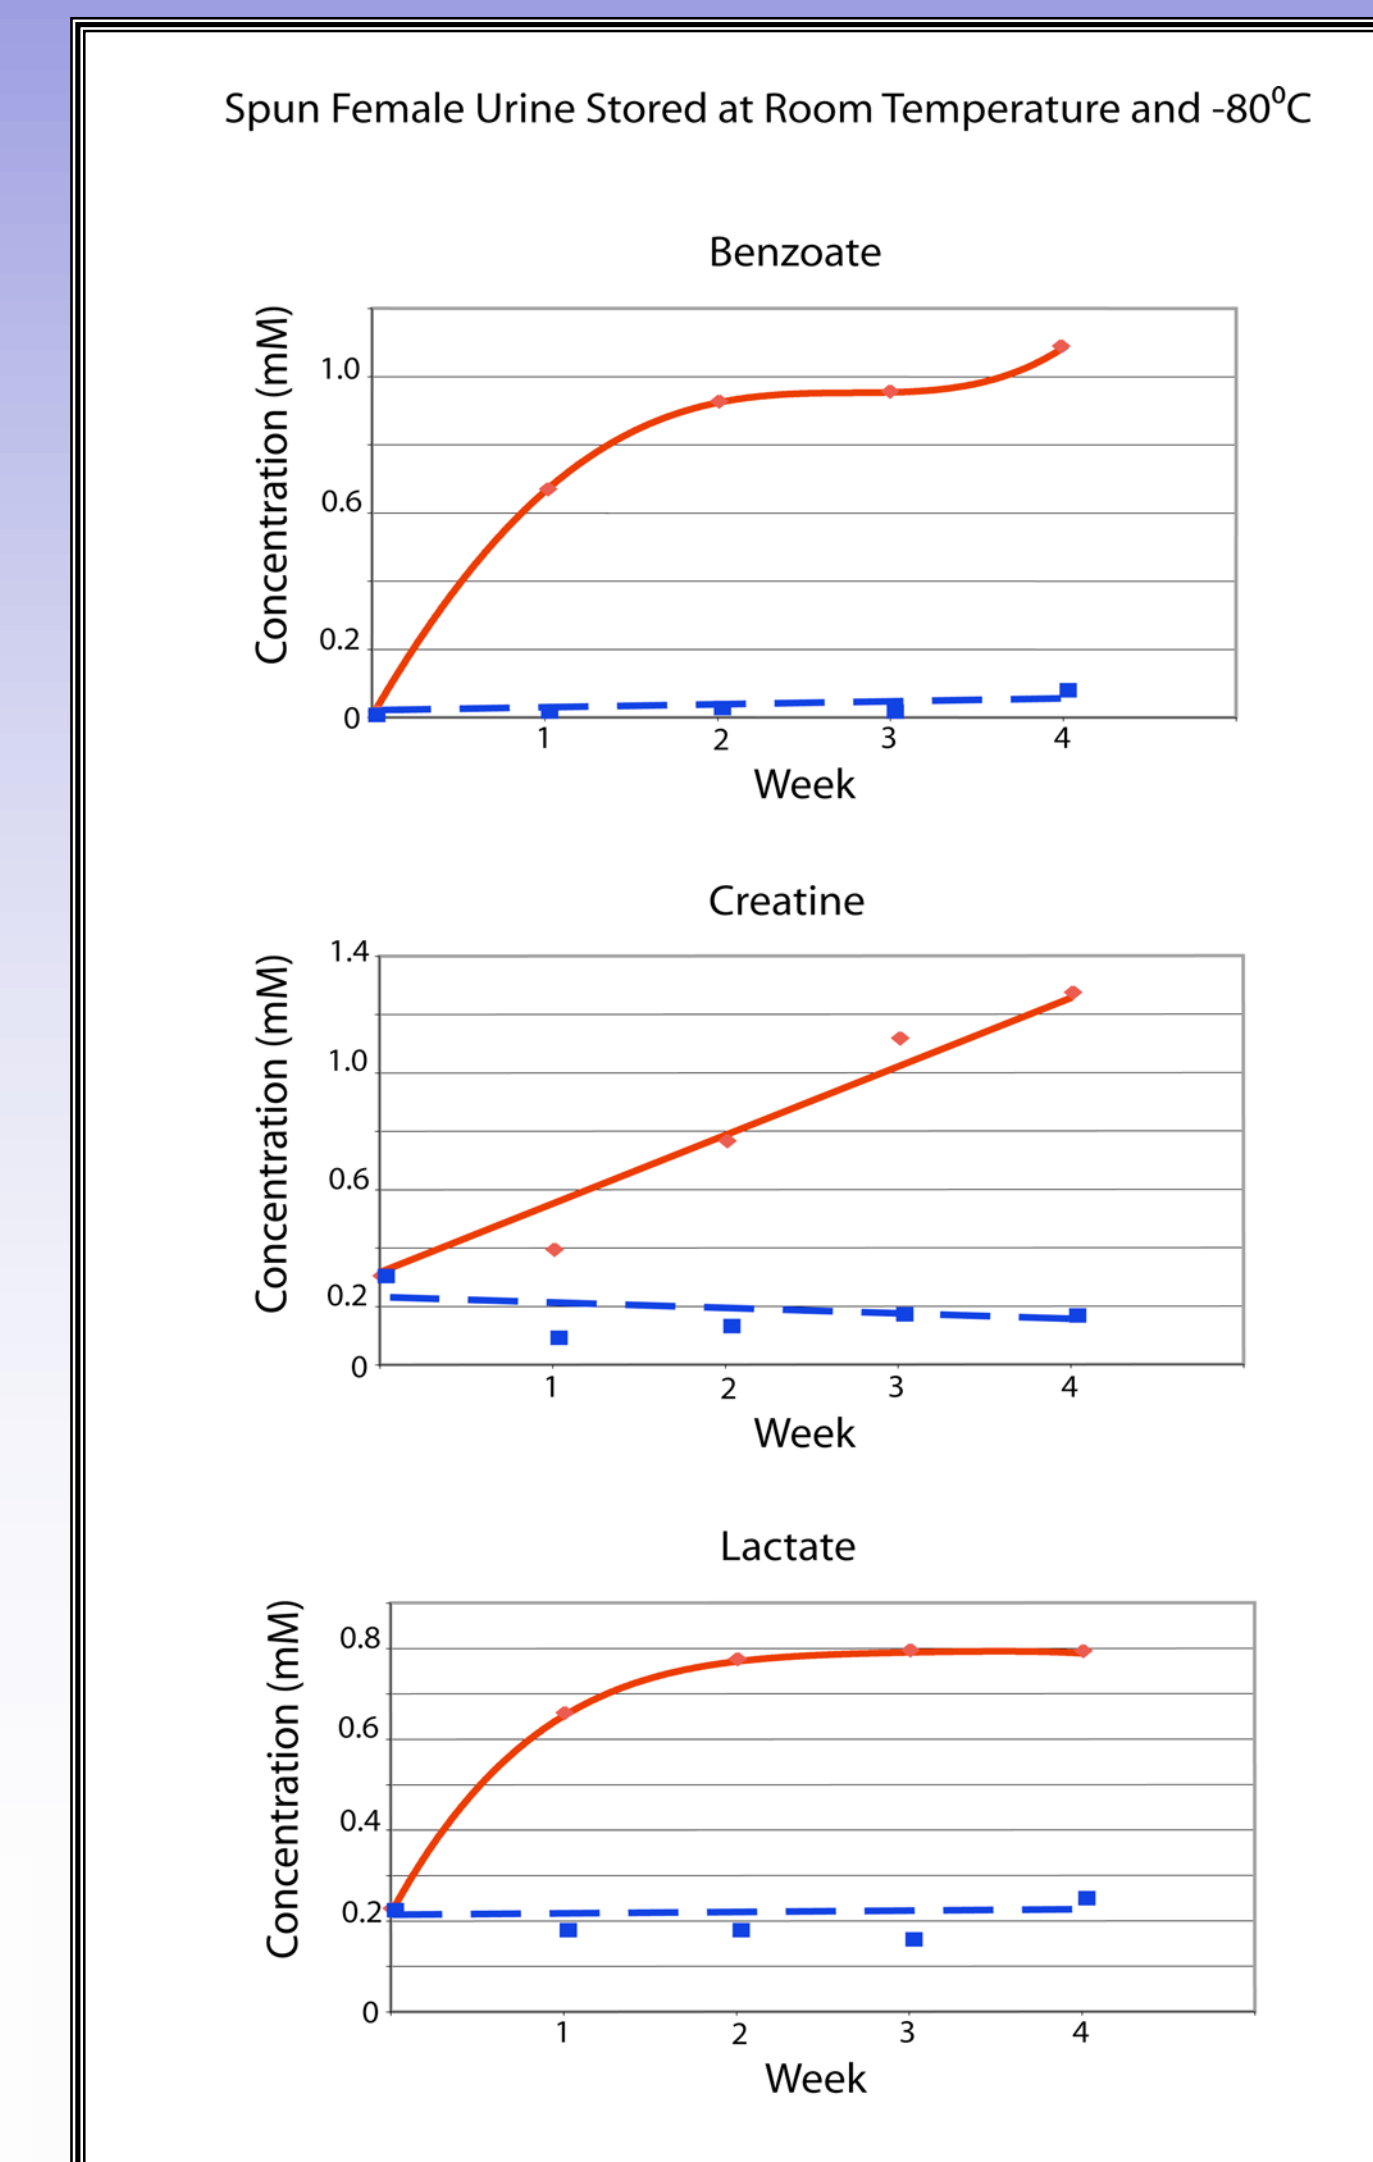 Spun Female Urine Stored at Room Temperature and -80⁰C
Benzoate
Concentration (mM)
1.0
0.6
0.2
0
1 2 3 4
Week
Creatine
Concentration (mM)
1.4
1.0
0.6
0.2
0
1 2 3 4
Week
Lactate
Concentration (mM)
0.8
0.6
0.4
0.2
0
1 2 3 4
Week